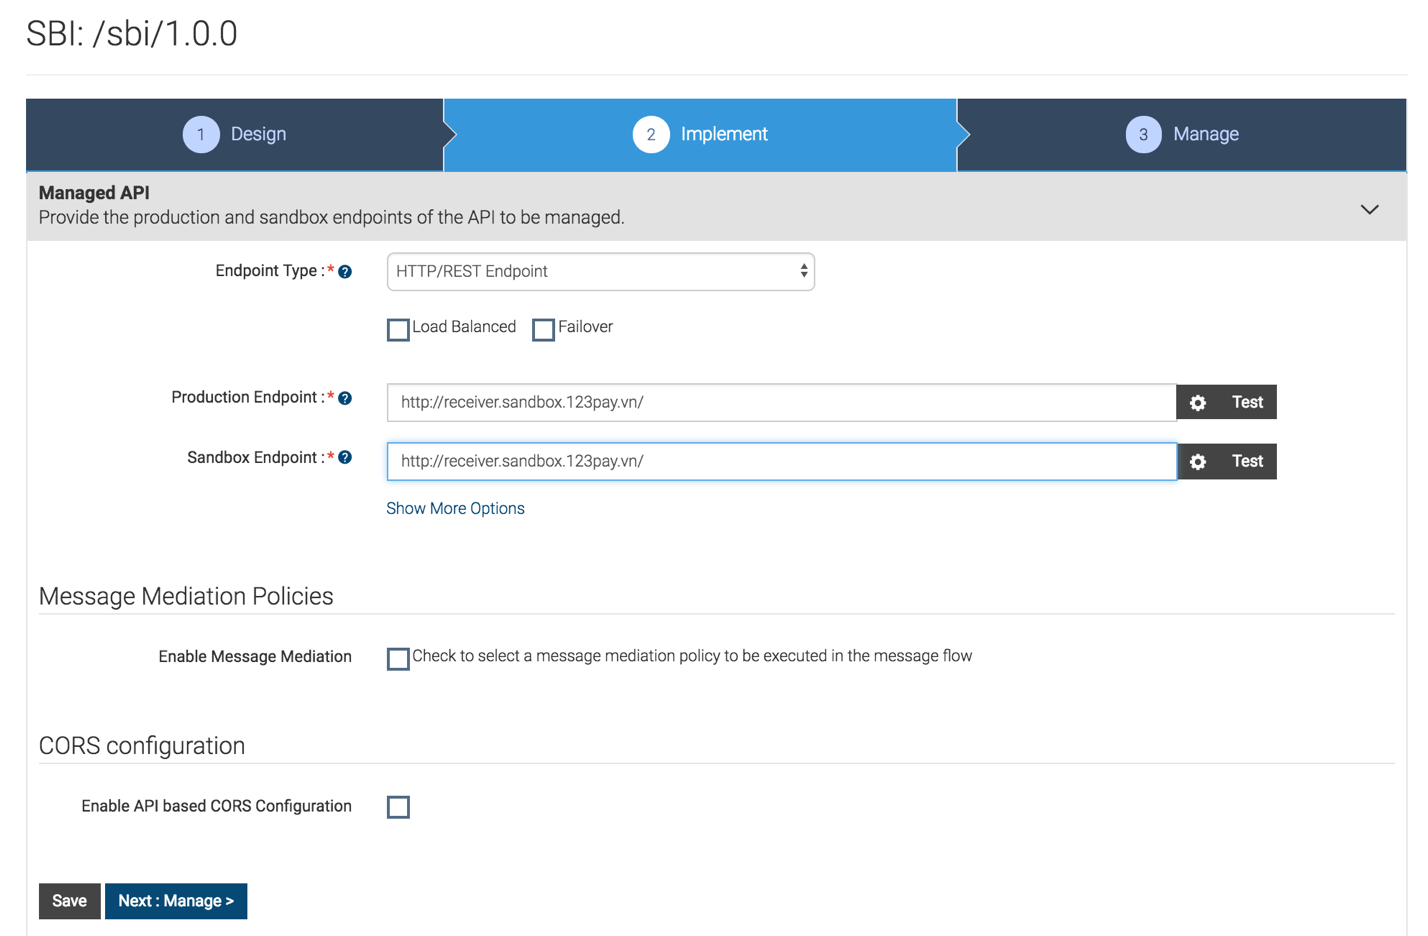 SBI: /sbi/1.0.0
1 Design
2 Implement
3 Manage
Managed API
Provide the production and sandbox endpoints of the API to be managed.
Endpoint Type : * ? HTTP/REST Endpoint
Load Balanced Failover
Production Endpoint : * ? http://receiver.sandbox.123pay.vn/ Test
Sandbox Endpoint : * ? http://receiver.sandbox.123pay.vn/ Test
Show More Options
Message Mediation Policies
Enable Message Mediation Check to select a message mediation policy to be executed in the message flow
CORS configuration
Enable API based CORS Configuration
Save Next : Manage >